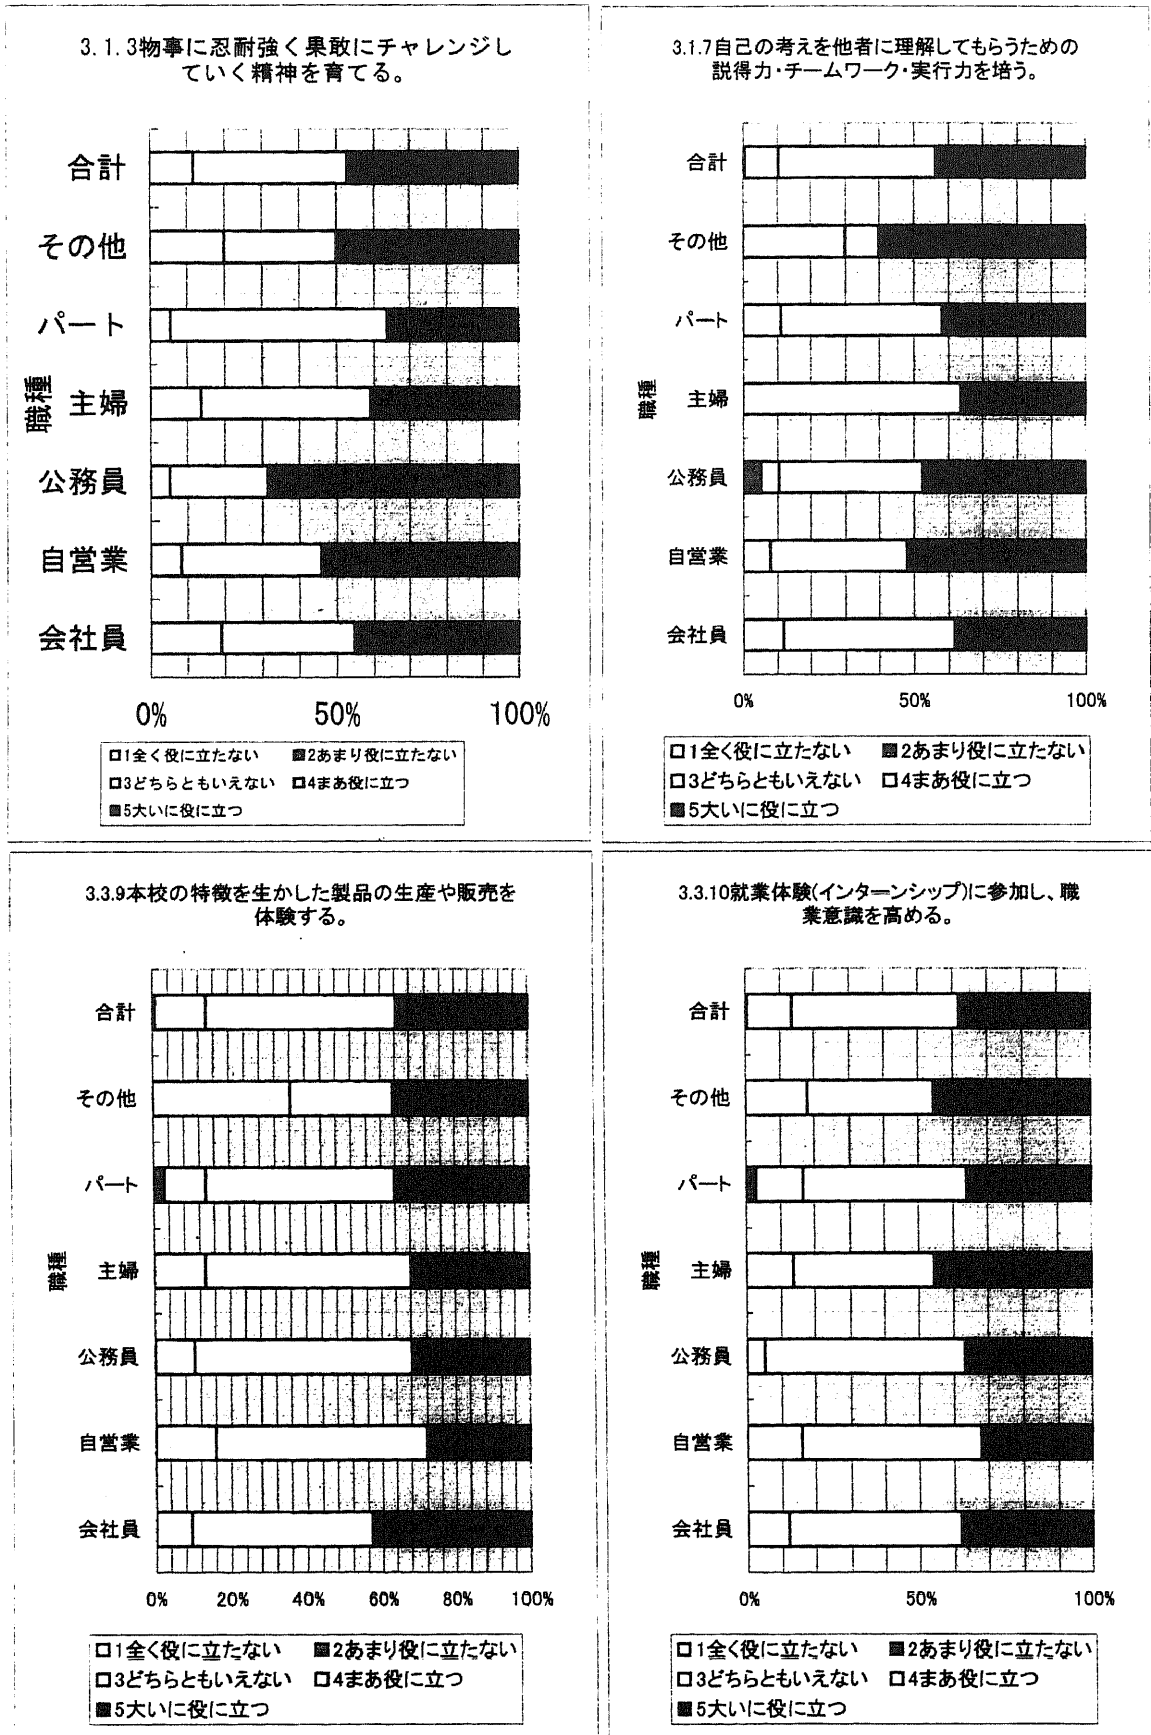 3.1.3物事に忍耐強く果敢にチャレンジし
ていく精神を育てる。
合計
その他
パート
主婦
公務員
自営業
会社員
職種
0% 50% 100%
□1全く役に立たない ■2あまり役に立たない
□3どちらともいえない □4まあ役に立つ
■5大いに役に立つ
3.1.7自己の考えを他者に理解してもらうための
説得力・チームワーク・実行力を培う。
合計
その他
パート
主婦
公務員
自営業
会社員
職種
0% 50% 100%
□1全く役に立たない ■2あまり役に立たない
□3どちらともいえない □4まあ役に立つ
■5大いに役に立つ
3.3.9本校の特徴を生かした製品の生産や販売を
体験する。
合計
その他
パート
主婦
公務員
自営業
会社員
職種
0% 20% 40% 60% 80% 100%
□1全く役に立たない ■2あまり役に立たない
□3どちらともいえない □4まあ役に立つ
■5大いに役に立つ
3.3.10就業体験(インターンシップ)に参加し、職
業意識を高める。
合計
その他
パート
主婦
公務員
自営業
会社員
職種
0% 50% 100%
□1全く役に立たない ■2あまり役に立たない
□3どちらともいえない □4まあ役に立つ
■5大いに役に立つ